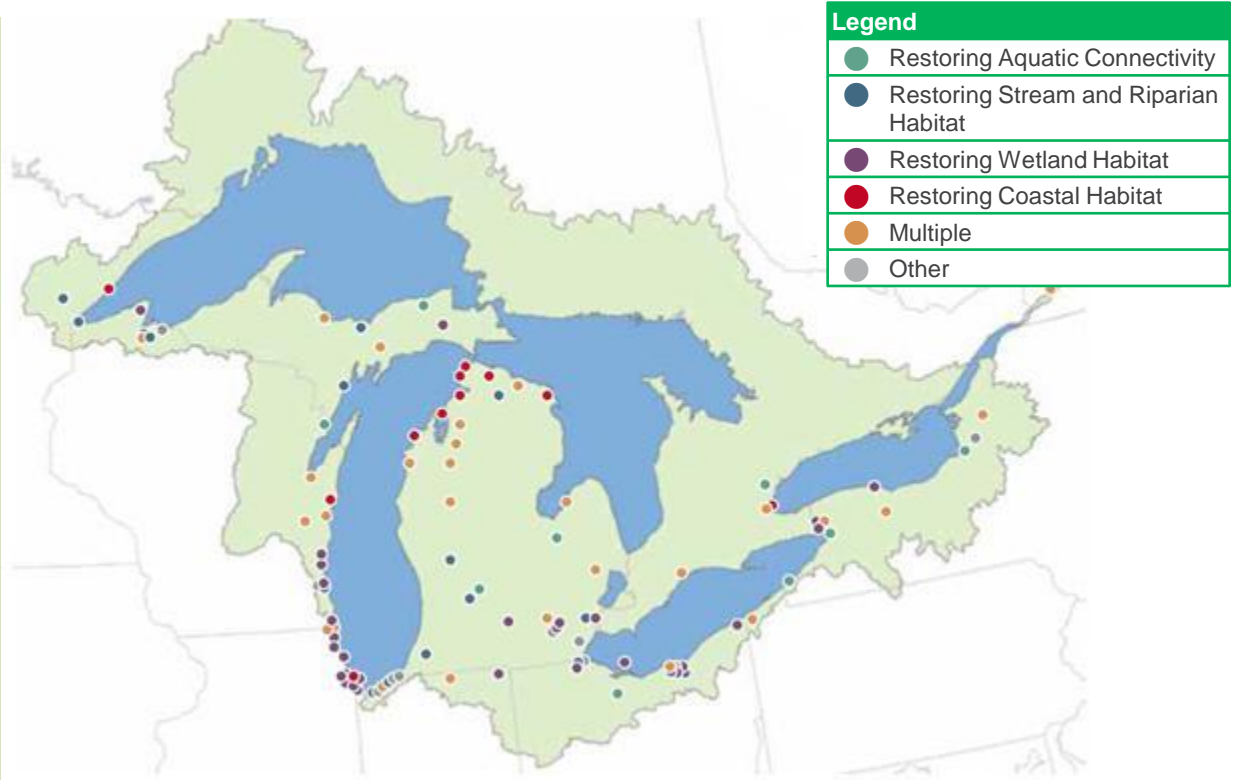 Legend
Restoring Aquatic Connectivity
Restoring Stream and Riparian
Habitat
Restoring Wetland Habitat
Restoring Coastal Habitat
Multiple
Other